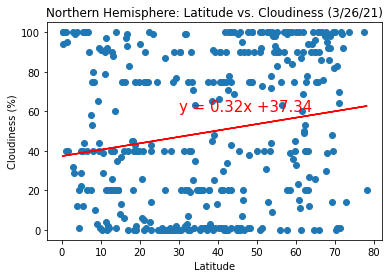 Northern Hemisphere: Latitude vs. Cloudiness (3/26/21)
100
80
60
40
20
0
Cloudiness (%)
y = 0.32x +37.34
0 10 20 30 40 50 60 70 80
Latitude